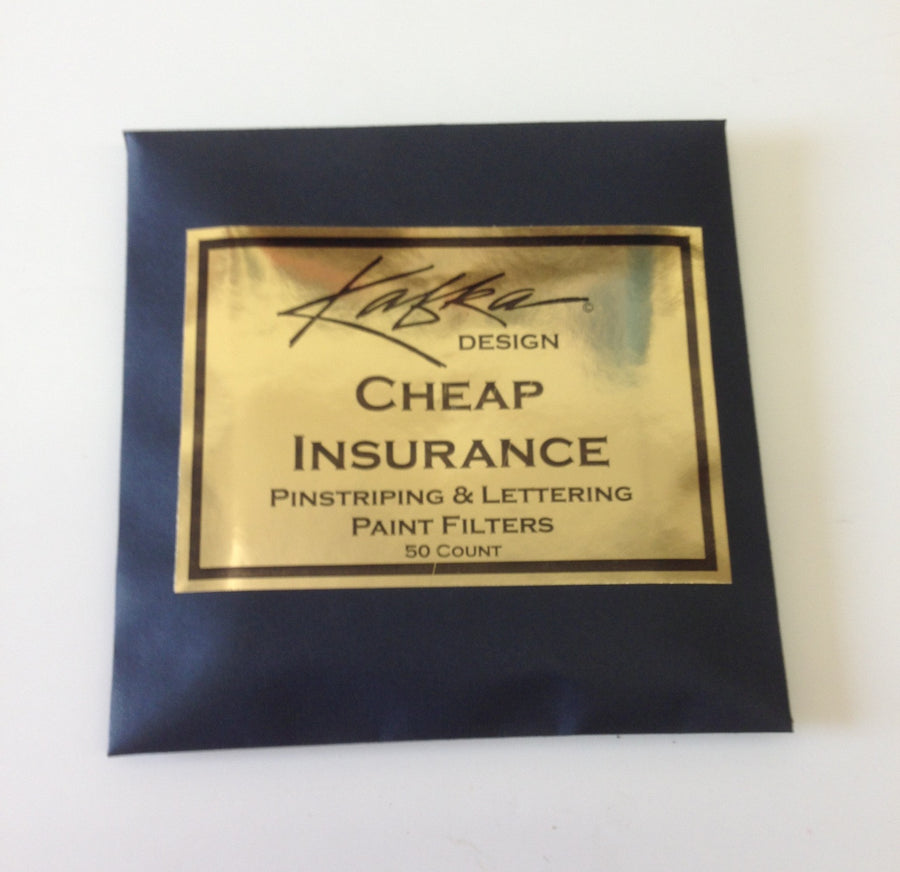 Kafka ©
DESIGN
CHEAP
INSURANCE
PINSTRIPING & LETTERING
PAINT FILTERS
50 COUNT